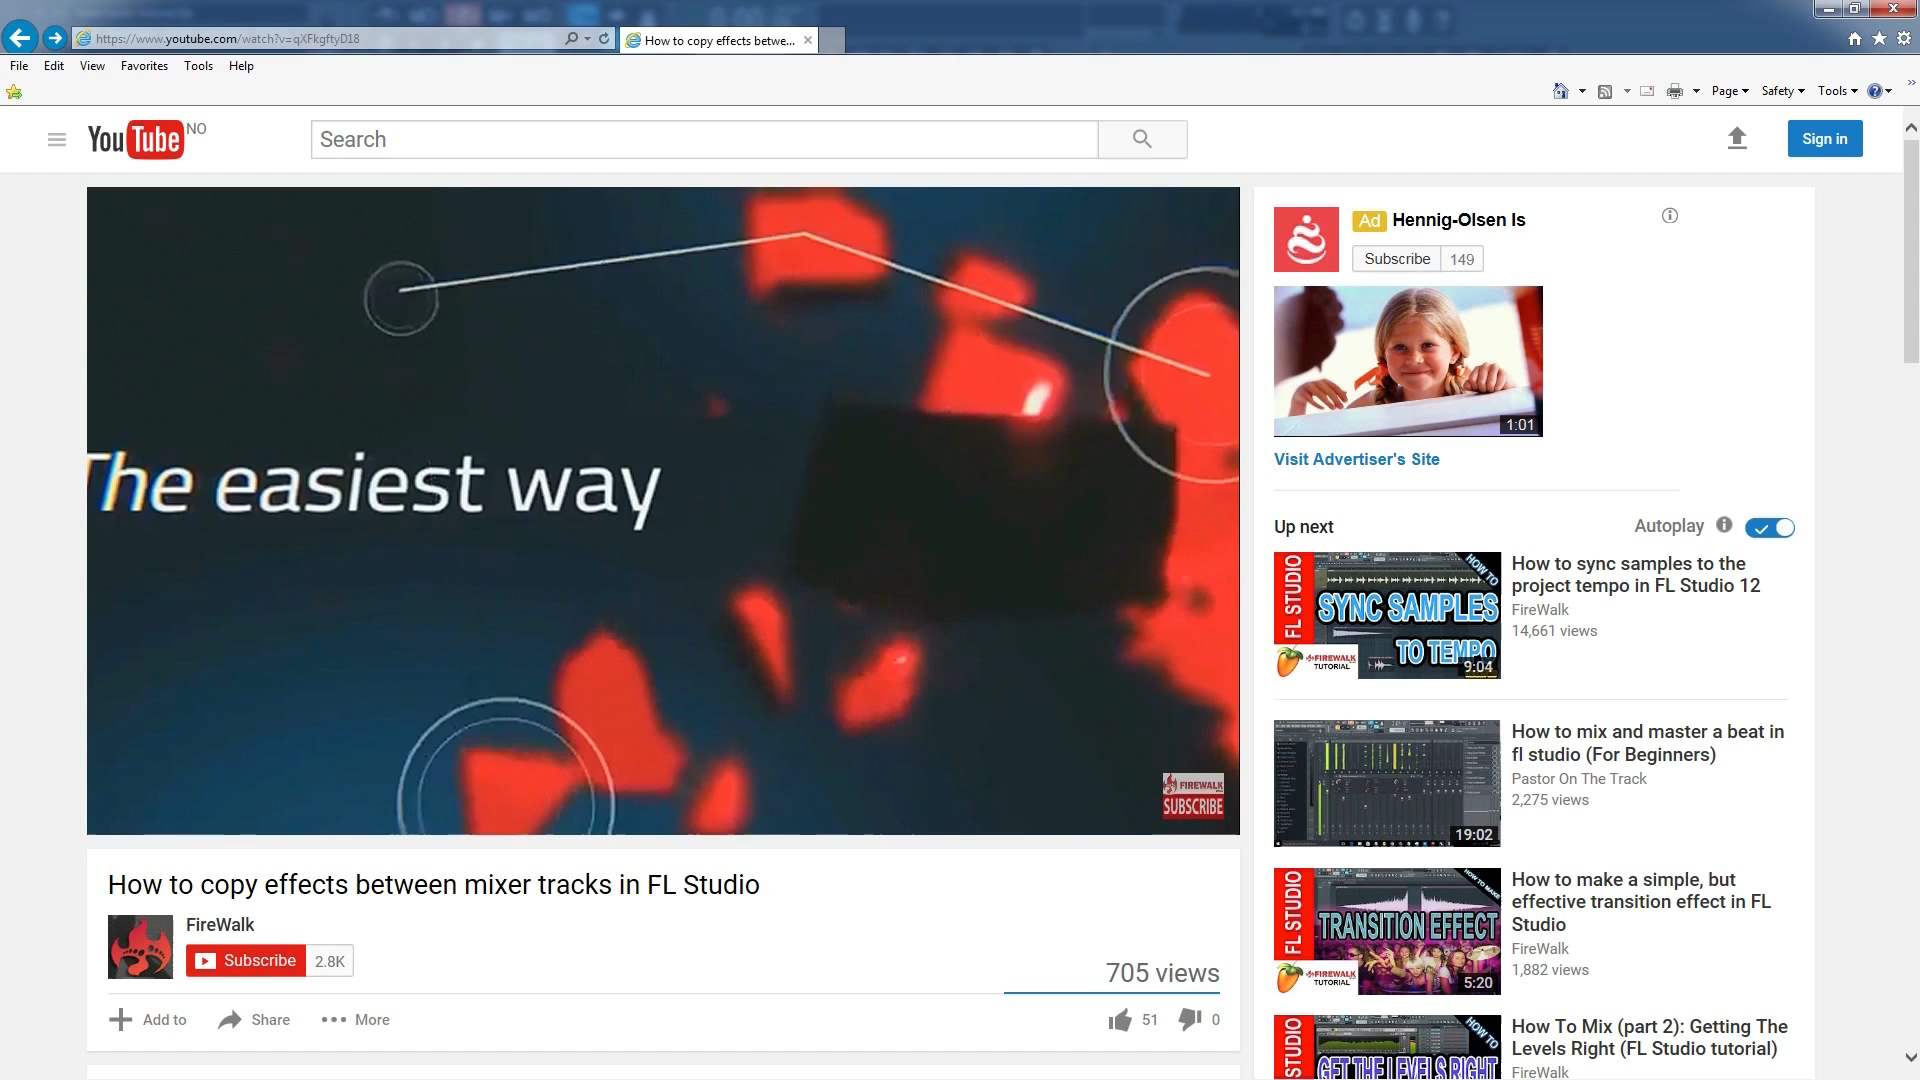 https://www.youtube.com/watch?v=qXFkgftyD18
How to copy effects betwe...
File Edit View Favorites Tools Help
Page Safety Tools
YouTube NO
Search
Sign in
The easiest way
FIREWALK
SUBSCRIBE
How to copy effects between mixer tracks in FL Studio
FireWalk
Subscribe 2.8K
705 views
Add to Share More
51 0
Ad Hennig-Olsen Is
Subscribe 149
1:01
Visit Advertiser's Site
Up next Autoplay
FL STUDIO
HOW TO
SYNC SAMPLES
TO TEMPO
FIREWALK
TUTORIAL
9:04
How to sync samples to the
project tempo in FL Studio 12
FireWalk
14,661 views
19:02
How to mix and master a beat in
fl studio (For Beginners)
Pastor On The Track
2,275 views
FL STUDIO
HOW TO MAKE
TRANSITION EFFECT
FIREWALK
TUTORIAL
5:20
How to make a simple, but
effective transition effect in FL
Studio
FireWalk
1,882 views
STUDIO
HOW TO
GET THE LEVELS RIGHT
How To Mix (part 2): Getting The
Levels Right (FL Studio tutorial)
FireWalk